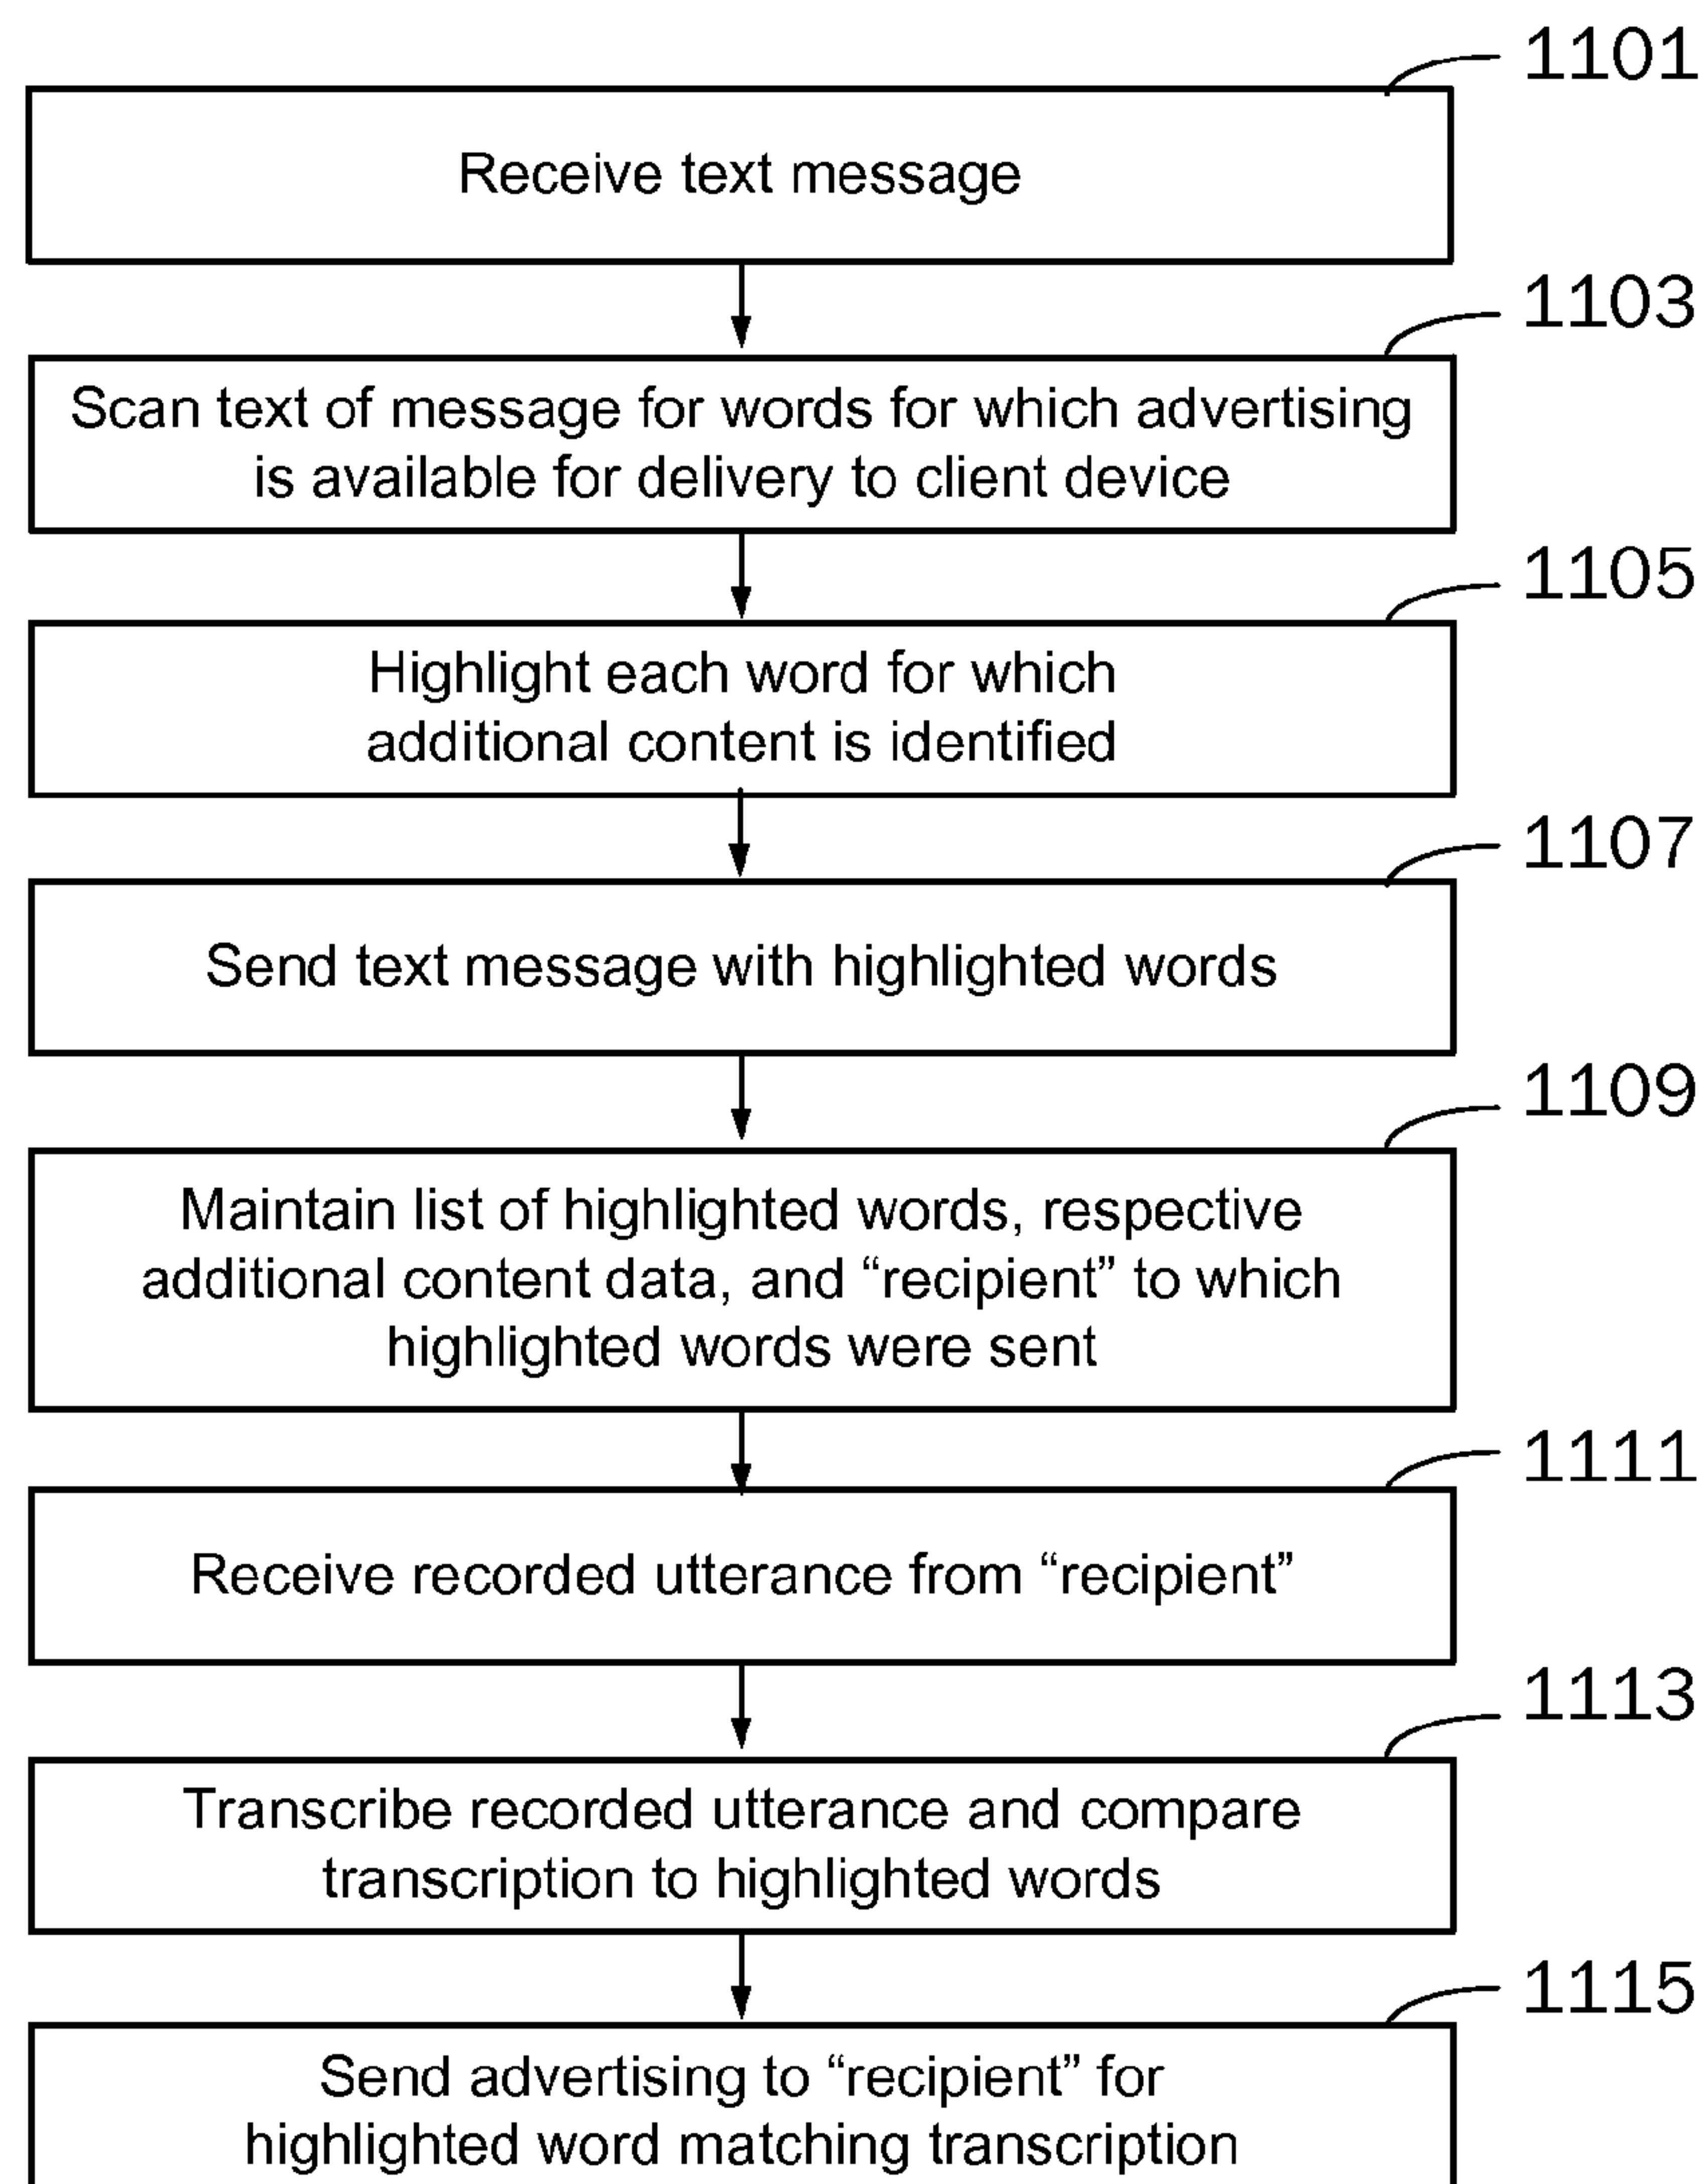 1101
Receive text message
1103
Scan text of message for words for which advertising
is available for delivery to client device
1105
Highlight each word for which
additional content is identified
1107
Send text message with highlighted words
1109
Maintain list of highlighted words, respective
additional content data, and “recipient” to which
highlighted words were sent
1111
Receive recorded utterance from “recipient”
1113
Transcribe recorded utterance and compare
transcription to highlighted words
1115
Send advertising to “recipient” for
highlighted word matching transcription